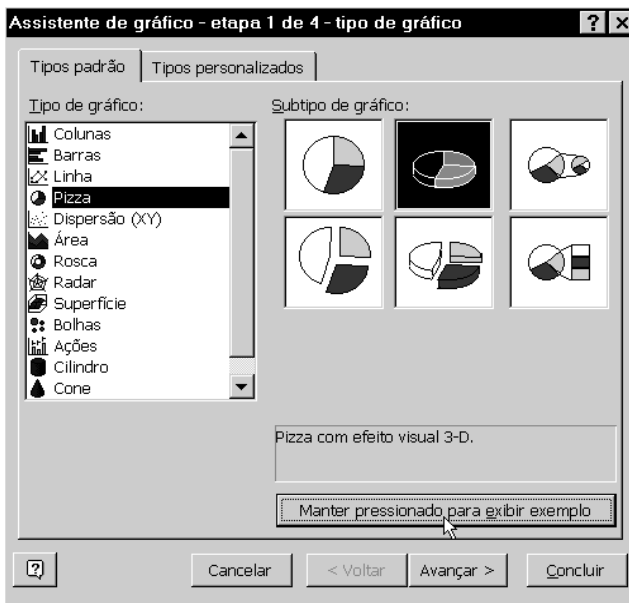 Assistente de gráfico - etapa 1 de 4 - tipo de gráfico
Tipos padrão
Tipos personalizados
Tipo de gráfico:
Colunas
Barras
Linha
Pizza
Dispersão (XY)
Área
Rosca
Radar
Superfície
Bolhas
Ações
Cilindro
Cone
Subtipo de gráfico:
Pizza com efeito visual 3-D.
Manter pressionado para exibir exemplo
Cancelar
< Voltar
Avançar >
Concluir